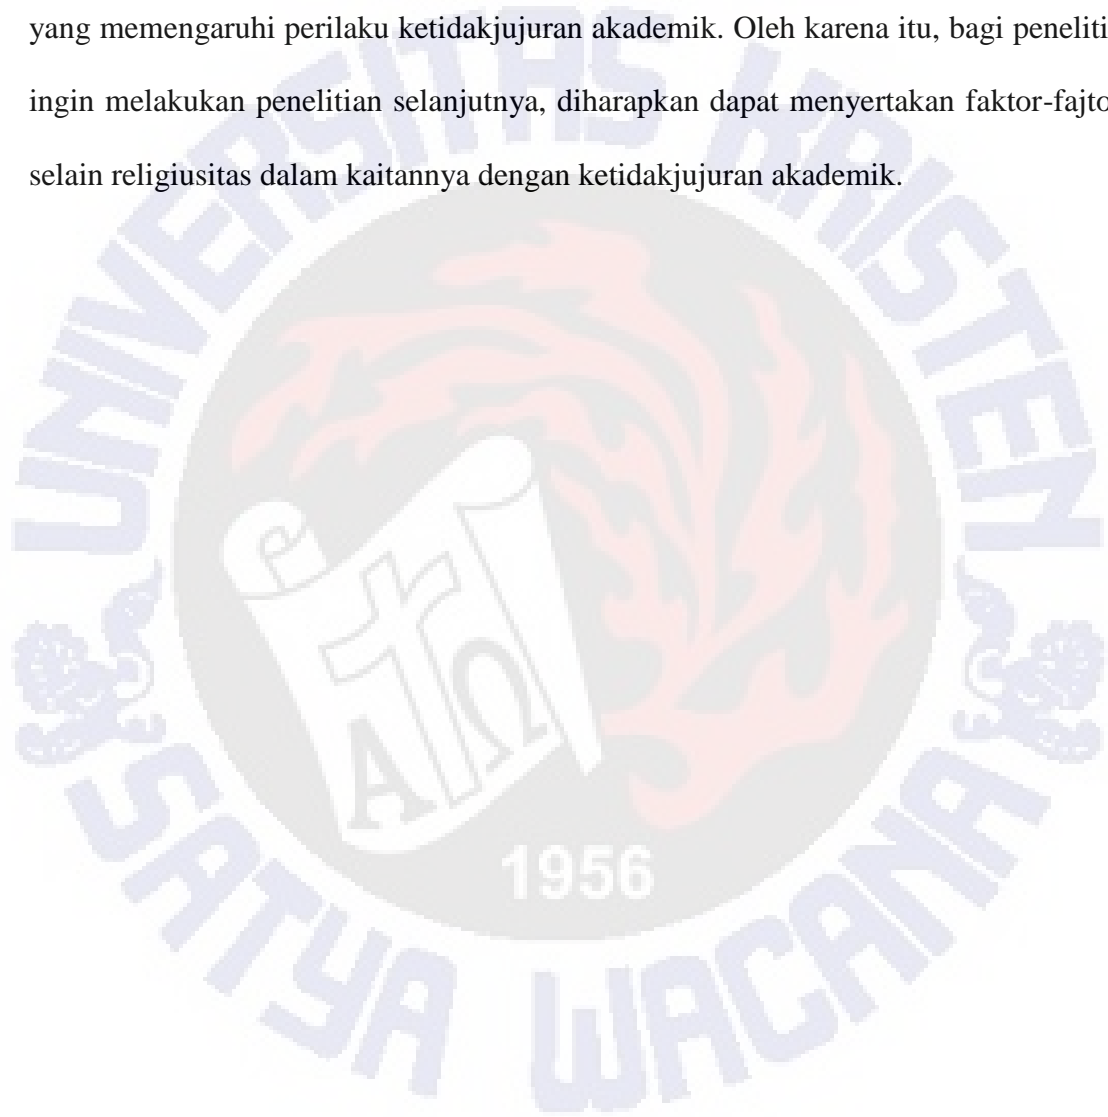 yang memengaruhi perilaku ketidakjujuran akademik. Oleh karena itu, bagi peneliti
ingin melakukan penelitian selanjutnya, diharapkan dapat menyertakan faktor-fajto
selain religiusitas dalam kaitannya dengan ketidakjujuran akademik.
UNIVERSITAS KRISTEN
A Ω
1956
SATYA WACANA